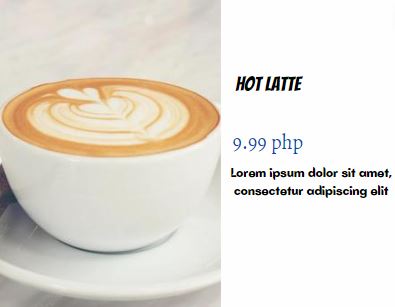 HOT LATTE
9.99 php
Lorem ipsum dolor sit amet,
consectetur adipiscing elit